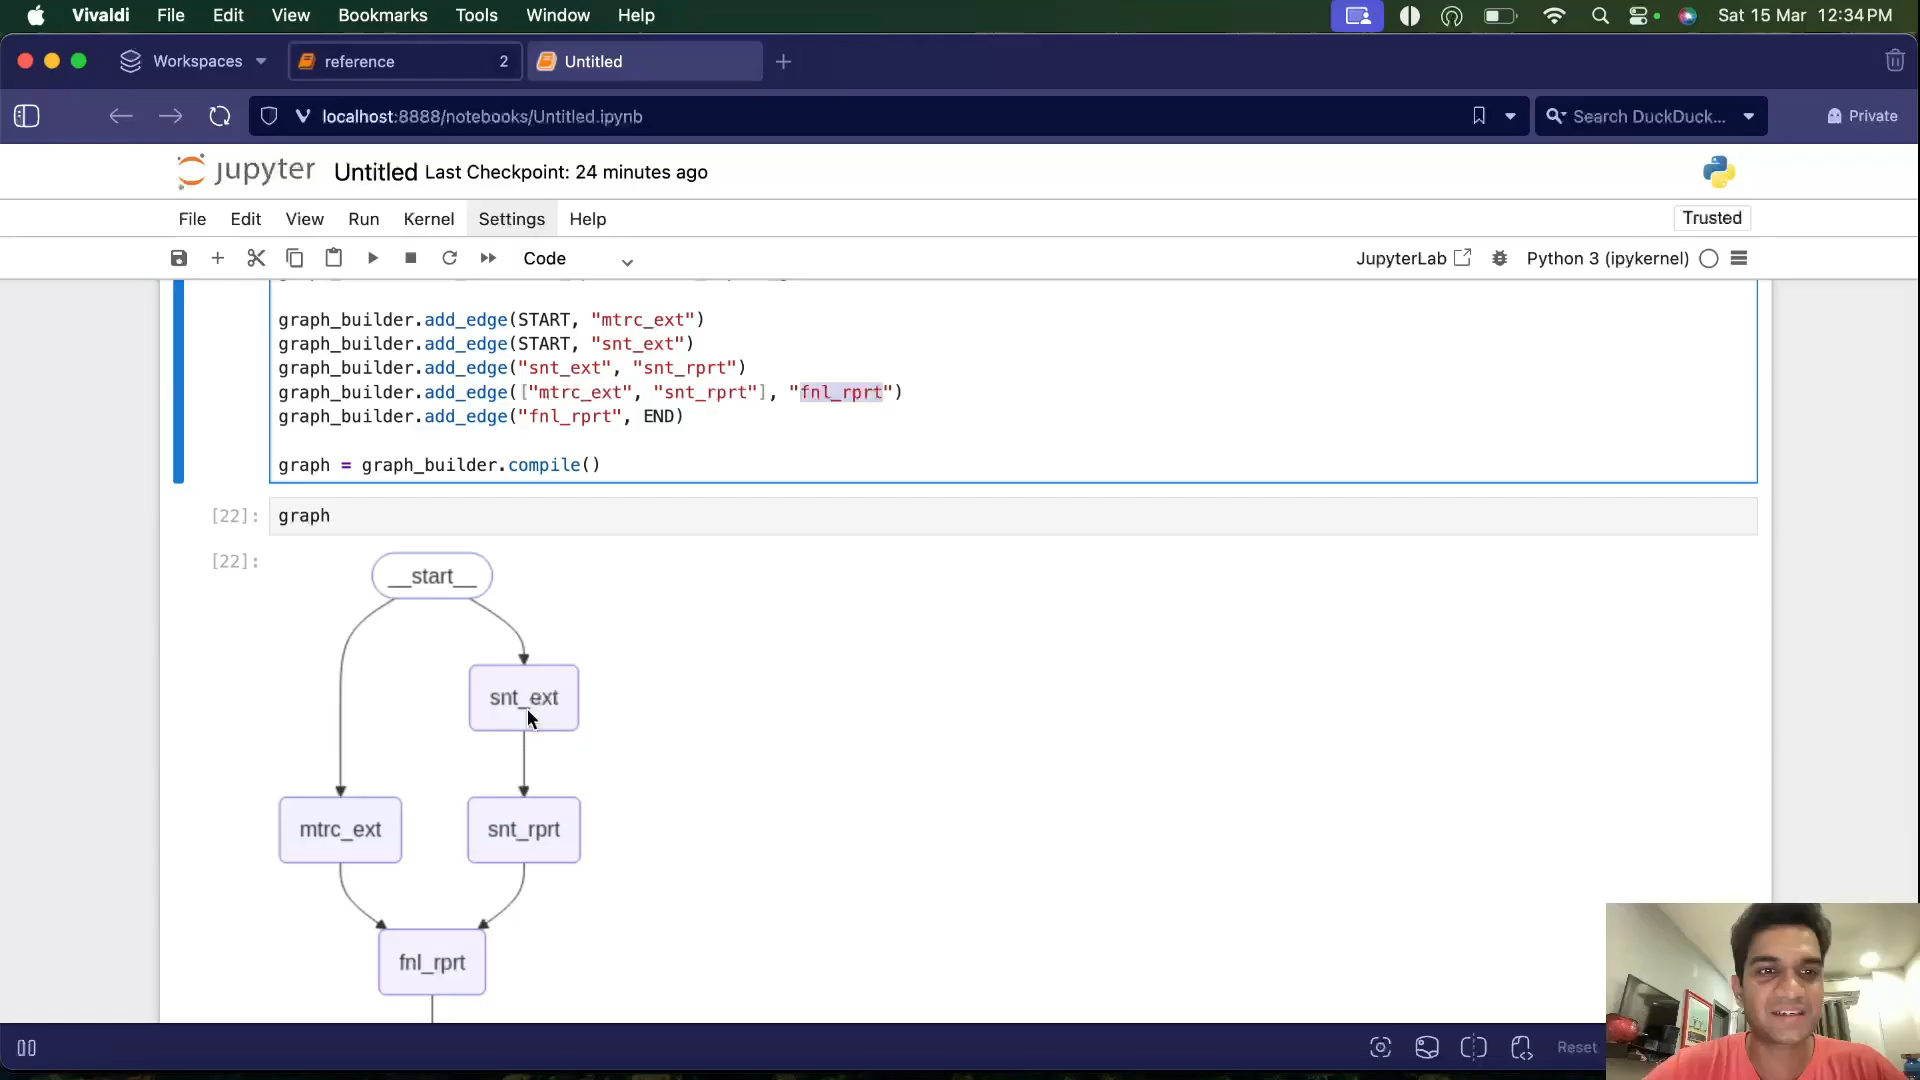 Vivaldi File Edit View Bookmarks Tools Window Help Sat 15 Mar 12:34 PM
Workspaces reference 2 Untitled
localhost:8888/notebooks/Untitled.ipynb Search DuckDuck... Private
jupyter Untitled Last Checkpoint: 24 minutes ago
File Edit View Run Kernel Settings Help Trusted
Code JupyterLab Python 3 (ipykernel)
graph_builder.add_edge(START, "mtrc_ext")
graph_builder.add_edge(START, "snt_ext")
graph_builder.add_edge("snt_ext", "snt_rprt")
graph_builder.add_edge(["mtrc_ext", "snt_rprt"], "fnl_rprt")
graph_builder.add_edge("fnl_rprt", END)
graph = graph_builder.compile()
[22]: graph
[22]:
__start__
snt_ext
mtrc_ext snt_rprt
fnl_rprt
Reset